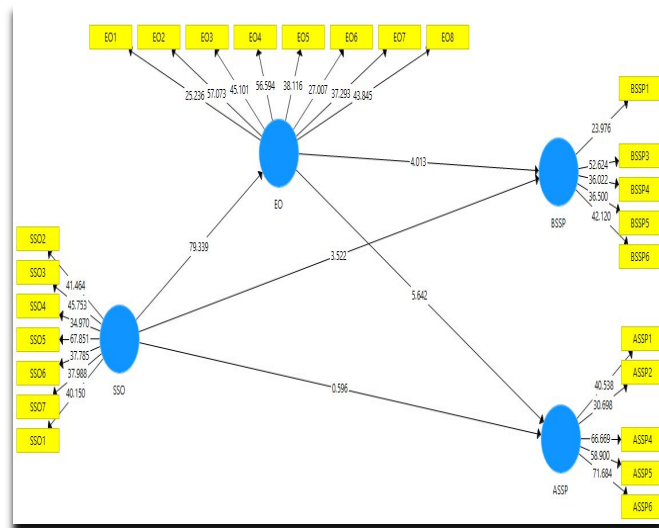 EO1 EO2 EO3 EO4 EO5 EO6 EO7 EO8
25.236 57.073 45.101 56.594 38.116 27.007 37.293 43.845
EO
BSSP1
23.976
BSSP3
52.624
BSSP4
36.022
BSSP5
36.500
BSSP6
42.120
BSSP
4.013
79.339
3.522
5.642
0.596
SSO2
41.464
SSO3
45.753
SSO4
34.970
SSO5
67.851
SSO6
37.785
SSO7
37.988
SSO1
40.150
SSO
ASSP1
40.538
ASSP2
30.698
ASSP4
66.669
ASSP5
58.900
ASSP6
71.684
ASSP